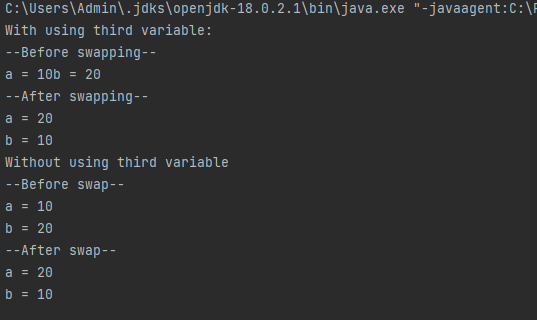 C:\Users\Admin\.jdks\openjdk-18.0.2.1\bin\java.exe "-javaagent:C:\
With using third variable:
--Before swapping--
a = 10b = 20
--After swapping--
a = 20
b = 10
Without using third variable
--Before swap--
a = 10
b = 20
--After swap--
a = 20
b = 10